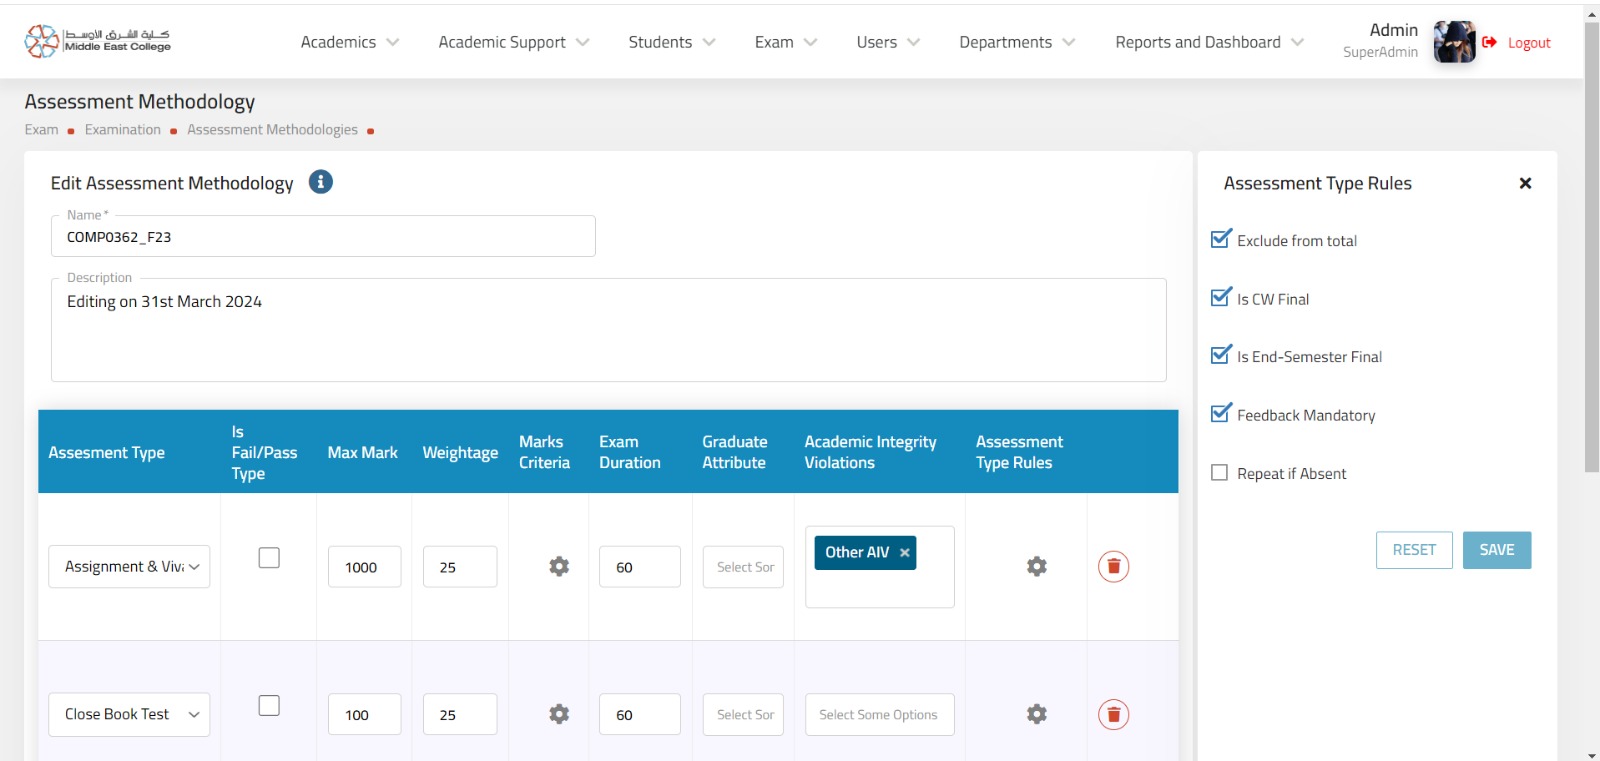 كلية الشرق الأوسط
Middle East College
Academics
Academic Support
Students
Exam
Users
Departments
Reports and Dashboard
Admin
SuperAdmin
Logout
Assessment Methodology
Exam
Examination
Assessment Methodologies
Edit Assessment Methodology
Name*
COMP0362_F23
Description
Editing on 31st March 2024
Assesment Type
Is
Fail/Pass
Type
Max Mark
Weightage
Marks
Criteria
Exam
Duration
Graduate
Attribute
Academic Integrity
Violations
Assessment
Type Rules
Assignment & Viv
1000
25
60
Select Sor
Other AIV ×
Close Book Test
100
25
60
Select Sor
Select Some Options
Assessment Type Rules
Exclude from total
Is CW Final
Is End-Semester Final
Feedback Mandatory
Repeat if Absent
RESET
SAVE